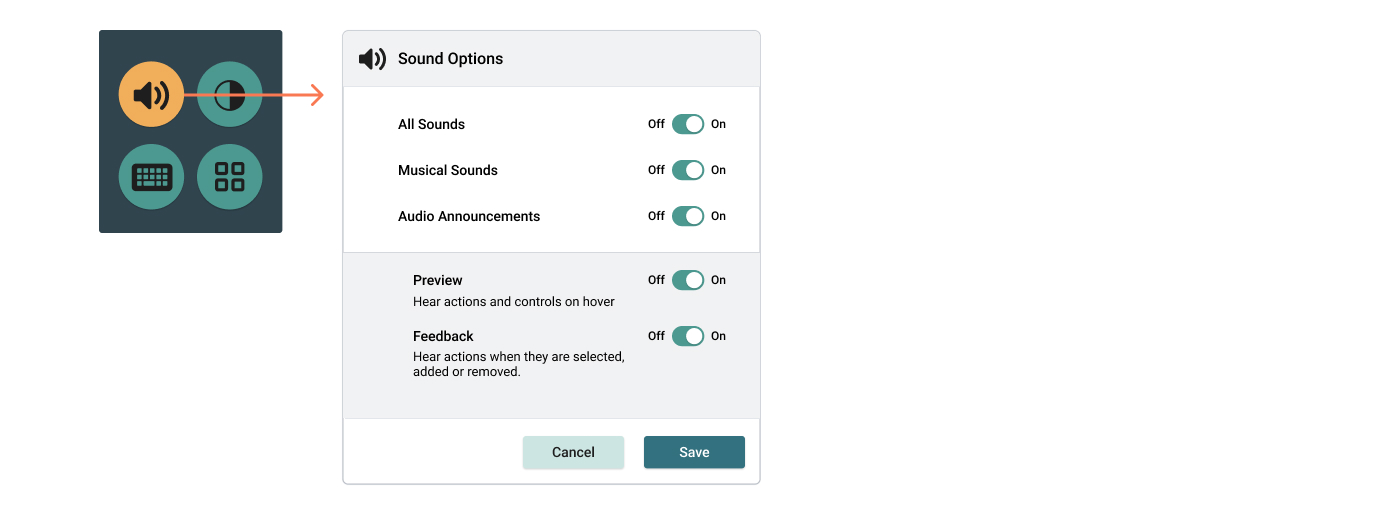 Sound Options
All Sounds Off On
Musical Sounds Off On
Audio Announcements Off On
Preview Off On
Hear actions and controls on hover
Feedback Off On
Hear actions when they are selected,
added or removed.
Cancel Save